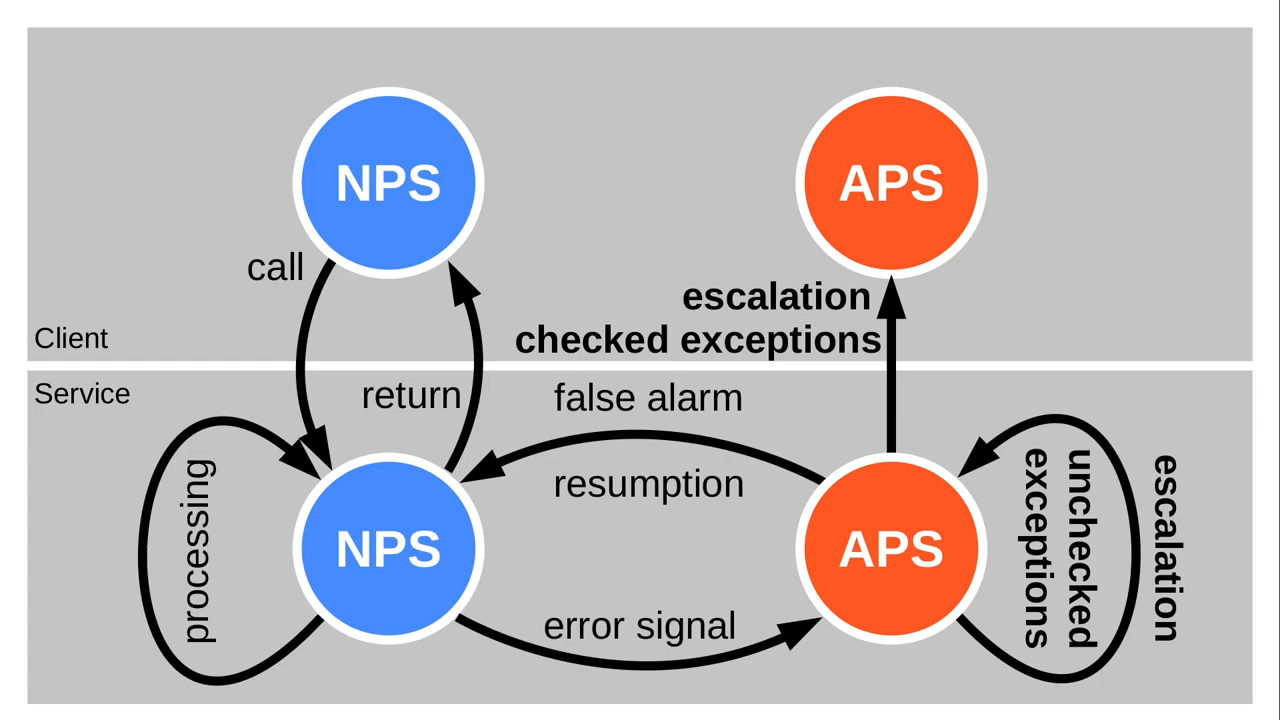 NPS
APS
call
escalation
checked exceptions
Client
Service
return
false alarm
resumption
processing
NPS
APS
error signal
unchecked
exceptions
escalation